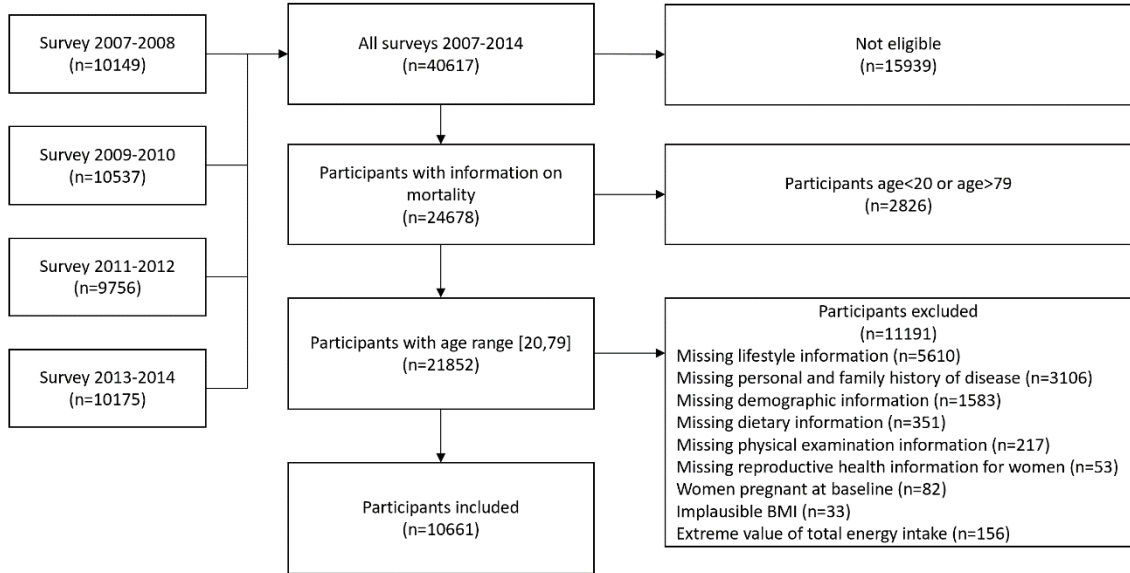 Survey 2007-2008
(n=10149)
Survey 2009-2010
(n=10537)
Survey 2011-2012
(n=9756)
Survey 2013-2014
(n=10175)
All surveys 2007-2014
(n=40617)
Not eligible
(n=15939)
Participants with information on
mortality
(n=24678)
Participants age<20 or age>79
(n=2826)
Participants with age range [20,79]
(n=21852)
Participants excluded
(n=11191)
Missing lifestyle information (n=5610)
Missing personal and family history of disease (n=3106)
Missing demographic information (n=1583)
Missing dietary information (n=351)
Missing physical examination information (n=217)
Missing reproductive health information for women (n=53)
Women pregnant at baseline (n=82)
Implausible BMI (n=33)
Extreme value of total energy intake (n=156)
Participants included
(n=10661)